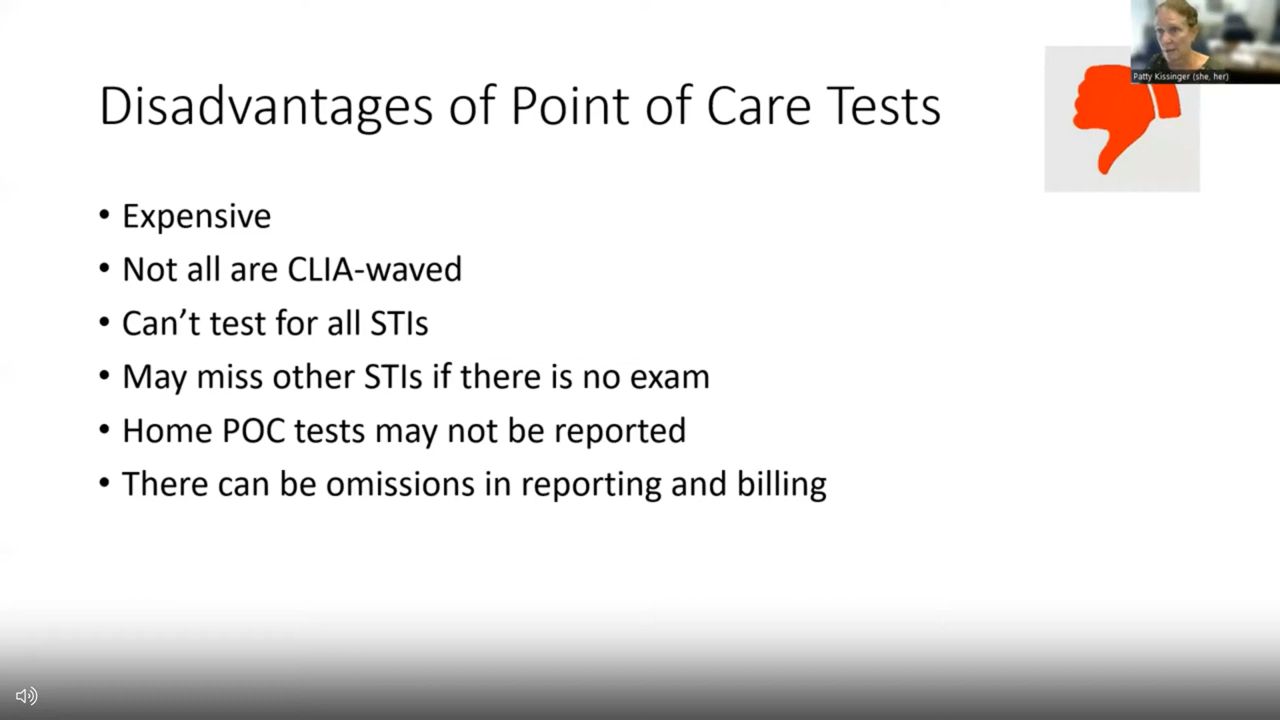 Patty Kissinger (she, her)
Disadvantages of Point of Care Tests
• Expensive
• Not all are CLIA-waved
• Can’t test for all STIs
• May miss other STIs if there is no exam
• Home POC tests may not be reported
• There can be omissions in reporting and billing